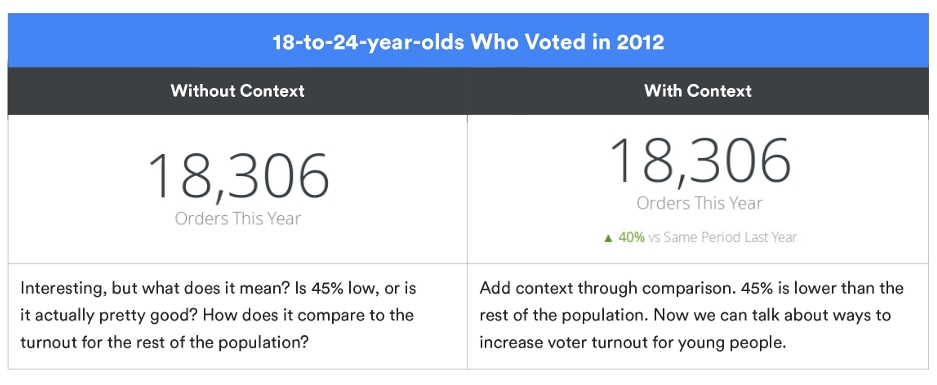 18-to-24-year-olds Who Voted in 2012
Without Context
With Context
18,306
Orders This Year
18,306
Orders This Year
▲ 40% vs Same Period Last Year
Interesting, but what does it mean? Is 45% low, or is
it actually pretty good? How does it compare to the
turnout for the rest of the population?
Add context through comparison. 45% is lower than the
rest of the population. Now we can talk about ways to
increase voter turnout for young people.